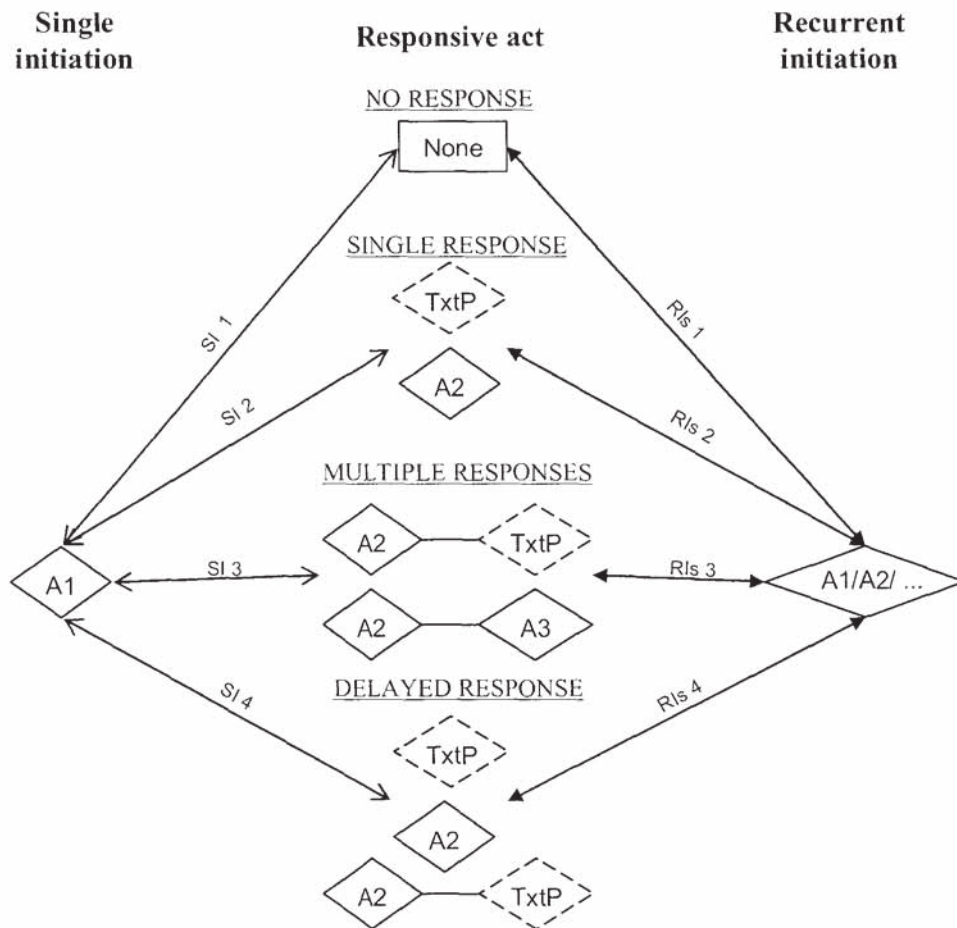 Single
initiation
Responsive act
Recurrent
initiation
NO RESPONSE
None
SINGLE RESPONSE
TxtP
A2
SI 1
RIs 1
SI 2
RIs 2
MULTIPLE RESPONSES
A2
TxtP
A1
SI 3
RIs 3
A1/A2/ ...
A2
A3
DELAYED RESPONSE
SI 4
RIs 4
TxtP
A2
A2
TxtP